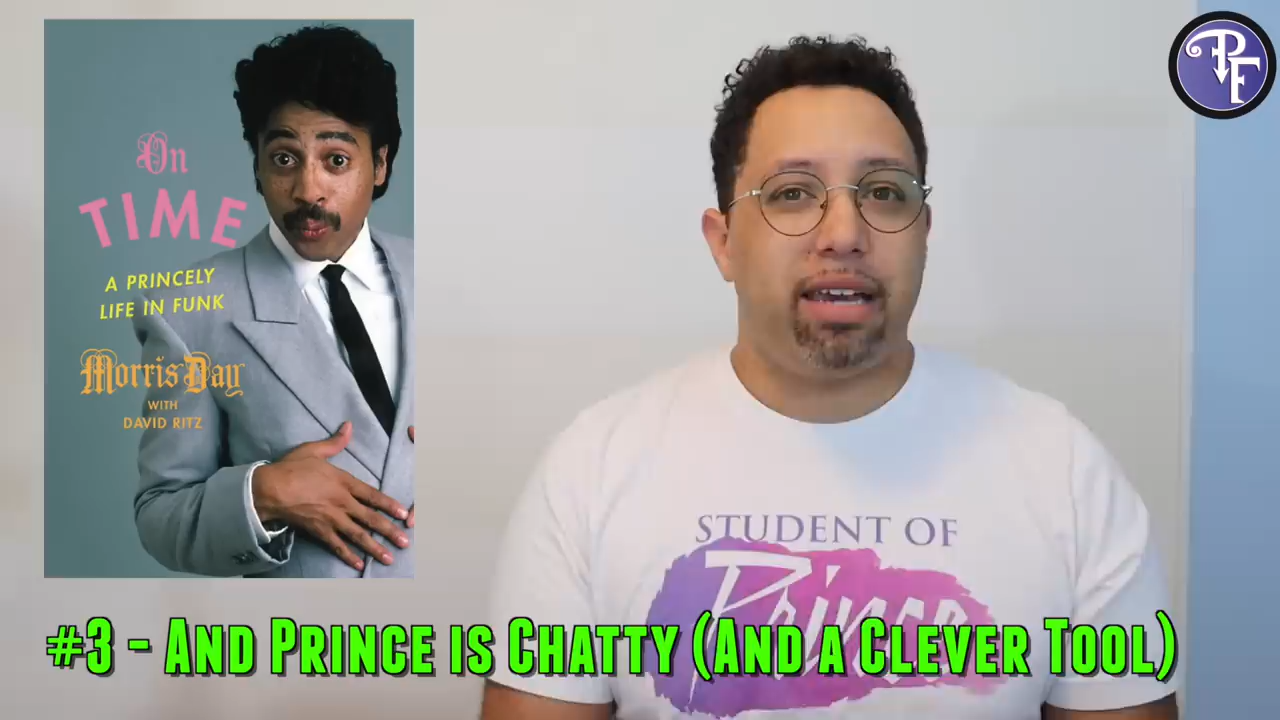 On
TIME
A PRINCELY
LIFE IN FUNK
Morris Day
WITH
DAVID RITZ
PF
STUDENT OF
Prince
#3 - AND PRINCE IS CHATTY (AND A CLEVER TOOL)